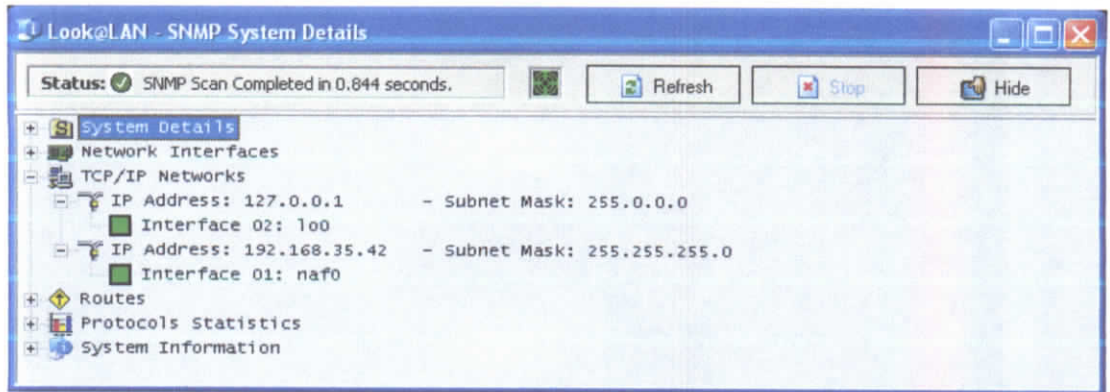 Look@LAN - SNMP System Details
Status: SNMP Scan Completed in 0.844 seconds.
Refresh
Stop
Hide
System Details
Network Interfaces
TCP/IP Networks
IP Address: 127.0.0.1 - Subnet Mask: 255.0.0.0
Interface 02: lo0
IP Address: 192.168.35.42 - Subnet Mask: 255.255.255.0
Interface 01: naf0
Routes
Protocols Statistics
System Information